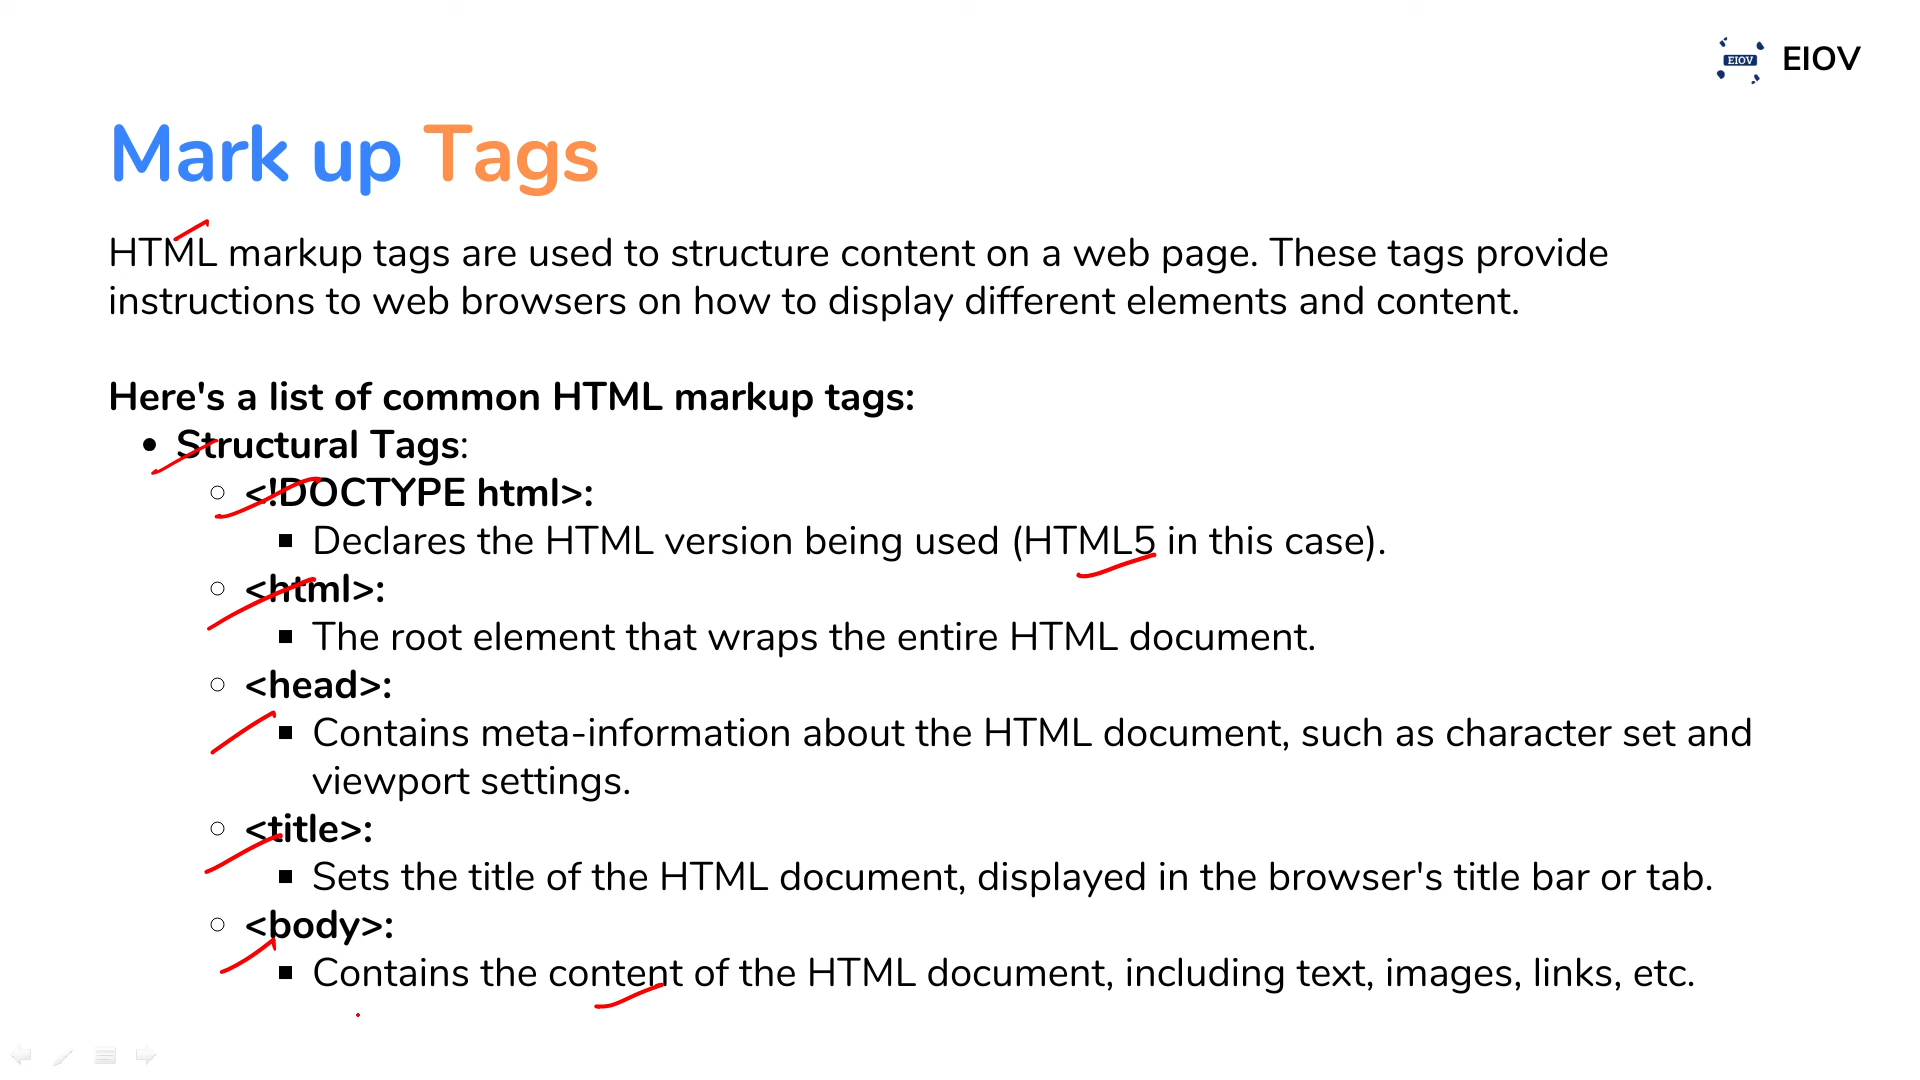 EIOV EIOV
Mark up Tags
HTML markup tags are used to structure content on a web page. These tags provide
instructions to web browsers on how to display different elements and content.
Here's a list of common HTML markup tags:
• Structural Tags:
○ <!DOCTYPE html>:
■ Declares the HTML version being used (HTML5 in this case).
○ <html>:
■ The root element that wraps the entire HTML document.
○ <head>:
■ Contains meta-information about the HTML document, such as character set and
viewport settings.
○ <title>:
■ Sets the title of the HTML document, displayed in the browser's title bar or tab.
○ <body>:
■ Contains the content of the HTML document, including text, images, links, etc.